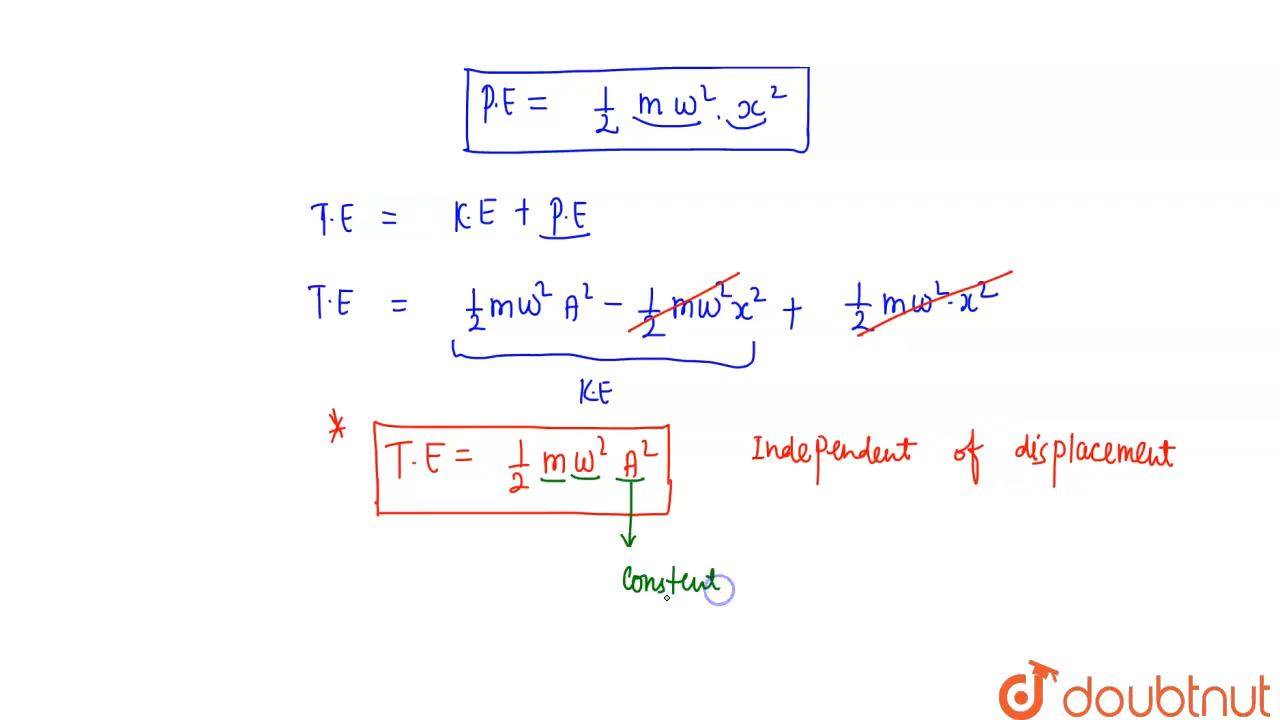 P.E = 1/2 mω² . x²
T.E = K.E + P.E
T.E = 1/2 mω² A² − 1/2 mω² x² + 1/2 mω² . x²
K.E
* T.E = 1/2 mω² A² Independent of displacement
Constent
doubtnut